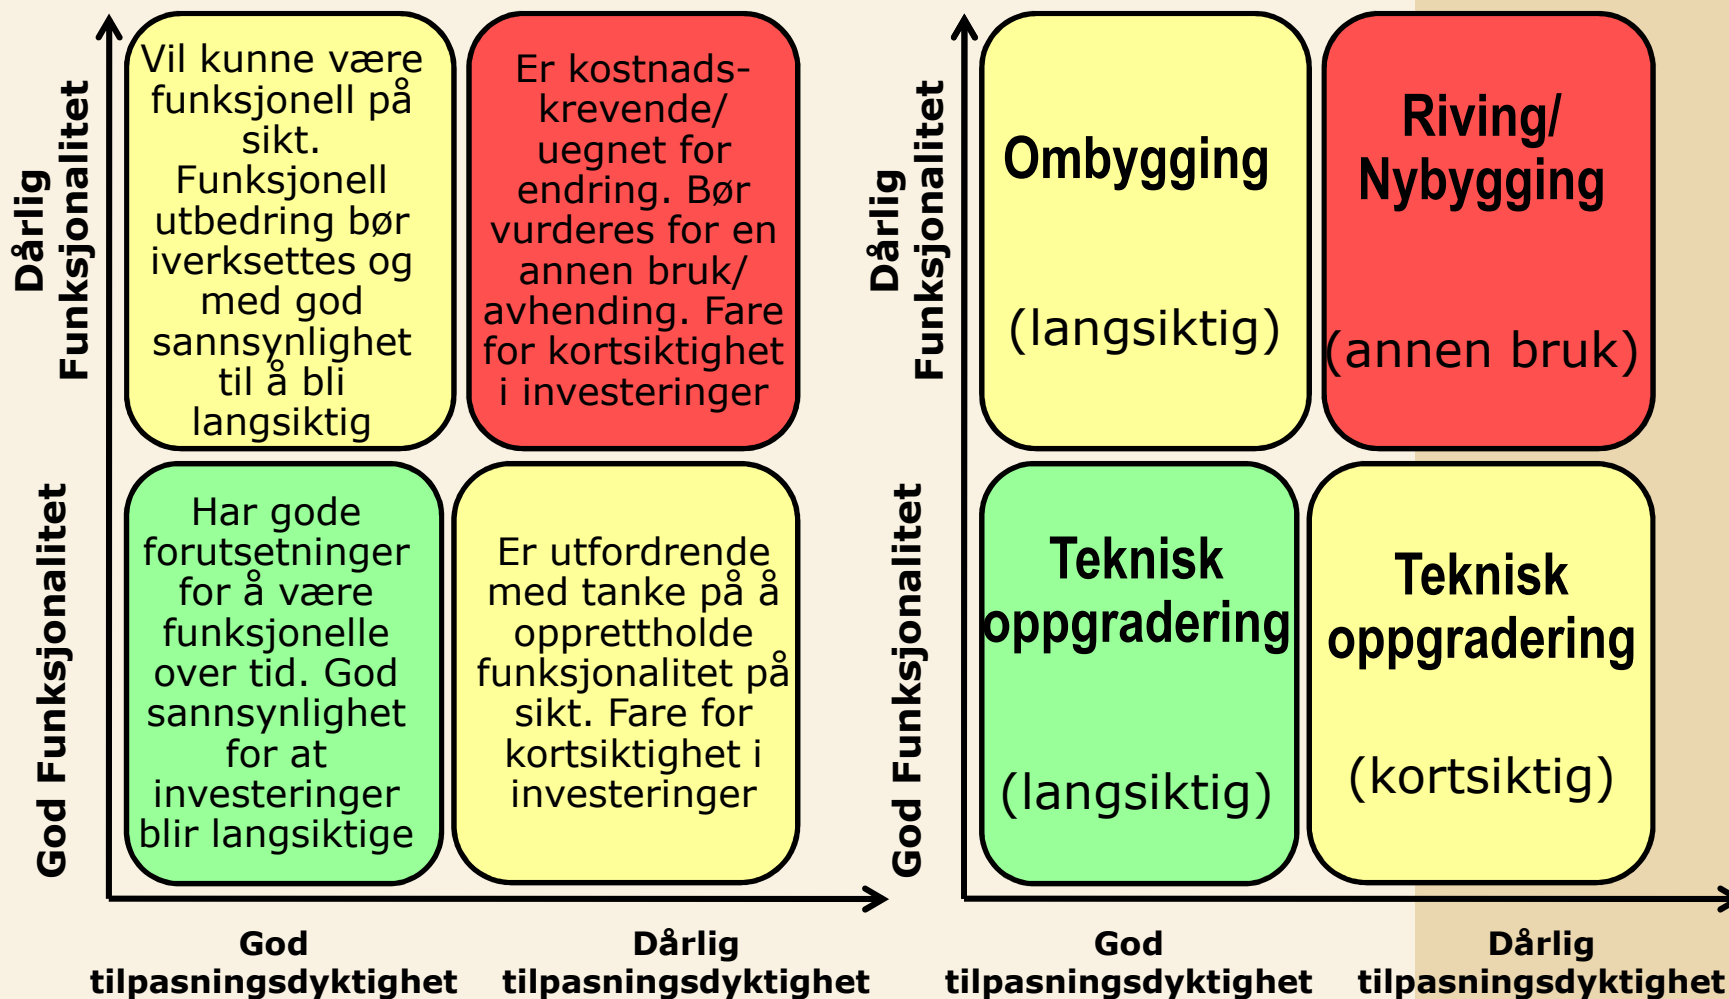 Dårlig
Funksjonalitet
Vil kunne være
funksjonell på
sikt.
Funksjonell
utbedring bør
iverksettes og
med god
sannsynlighet
til å bli
langsiktig
Er kostnads-
krevende/
uegnet for
endring. Bør
vurderes for en
annen bruk/
avhending. Fare
for kortsiktighet
i investeringer
God Funksjonalitet
Har gode
forutsetninger
for å være
funksjonelle
over tid. God
sannsynlighet
for at
investeringer
blir langsiktige
Er utfordrende
med tanke på å
opprettholde
funksjonalitet på
sikt. Fare for
kortsiktighet i
investeringer
God
tilpasningsdyktighet
Dårlig
tilpasningsdyktighet
Dårlig
Funksjonalitet
Ombygging
(langsiktig)
Riving/
Nybygging
(annen bruk)
God Funksjonalitet
Teknisk
oppgradering
(langsiktig)
Teknisk
oppgradering
(kortsiktig)
God
tilpasningsdyktighet
Dårlig
tilpasningsdyktighet